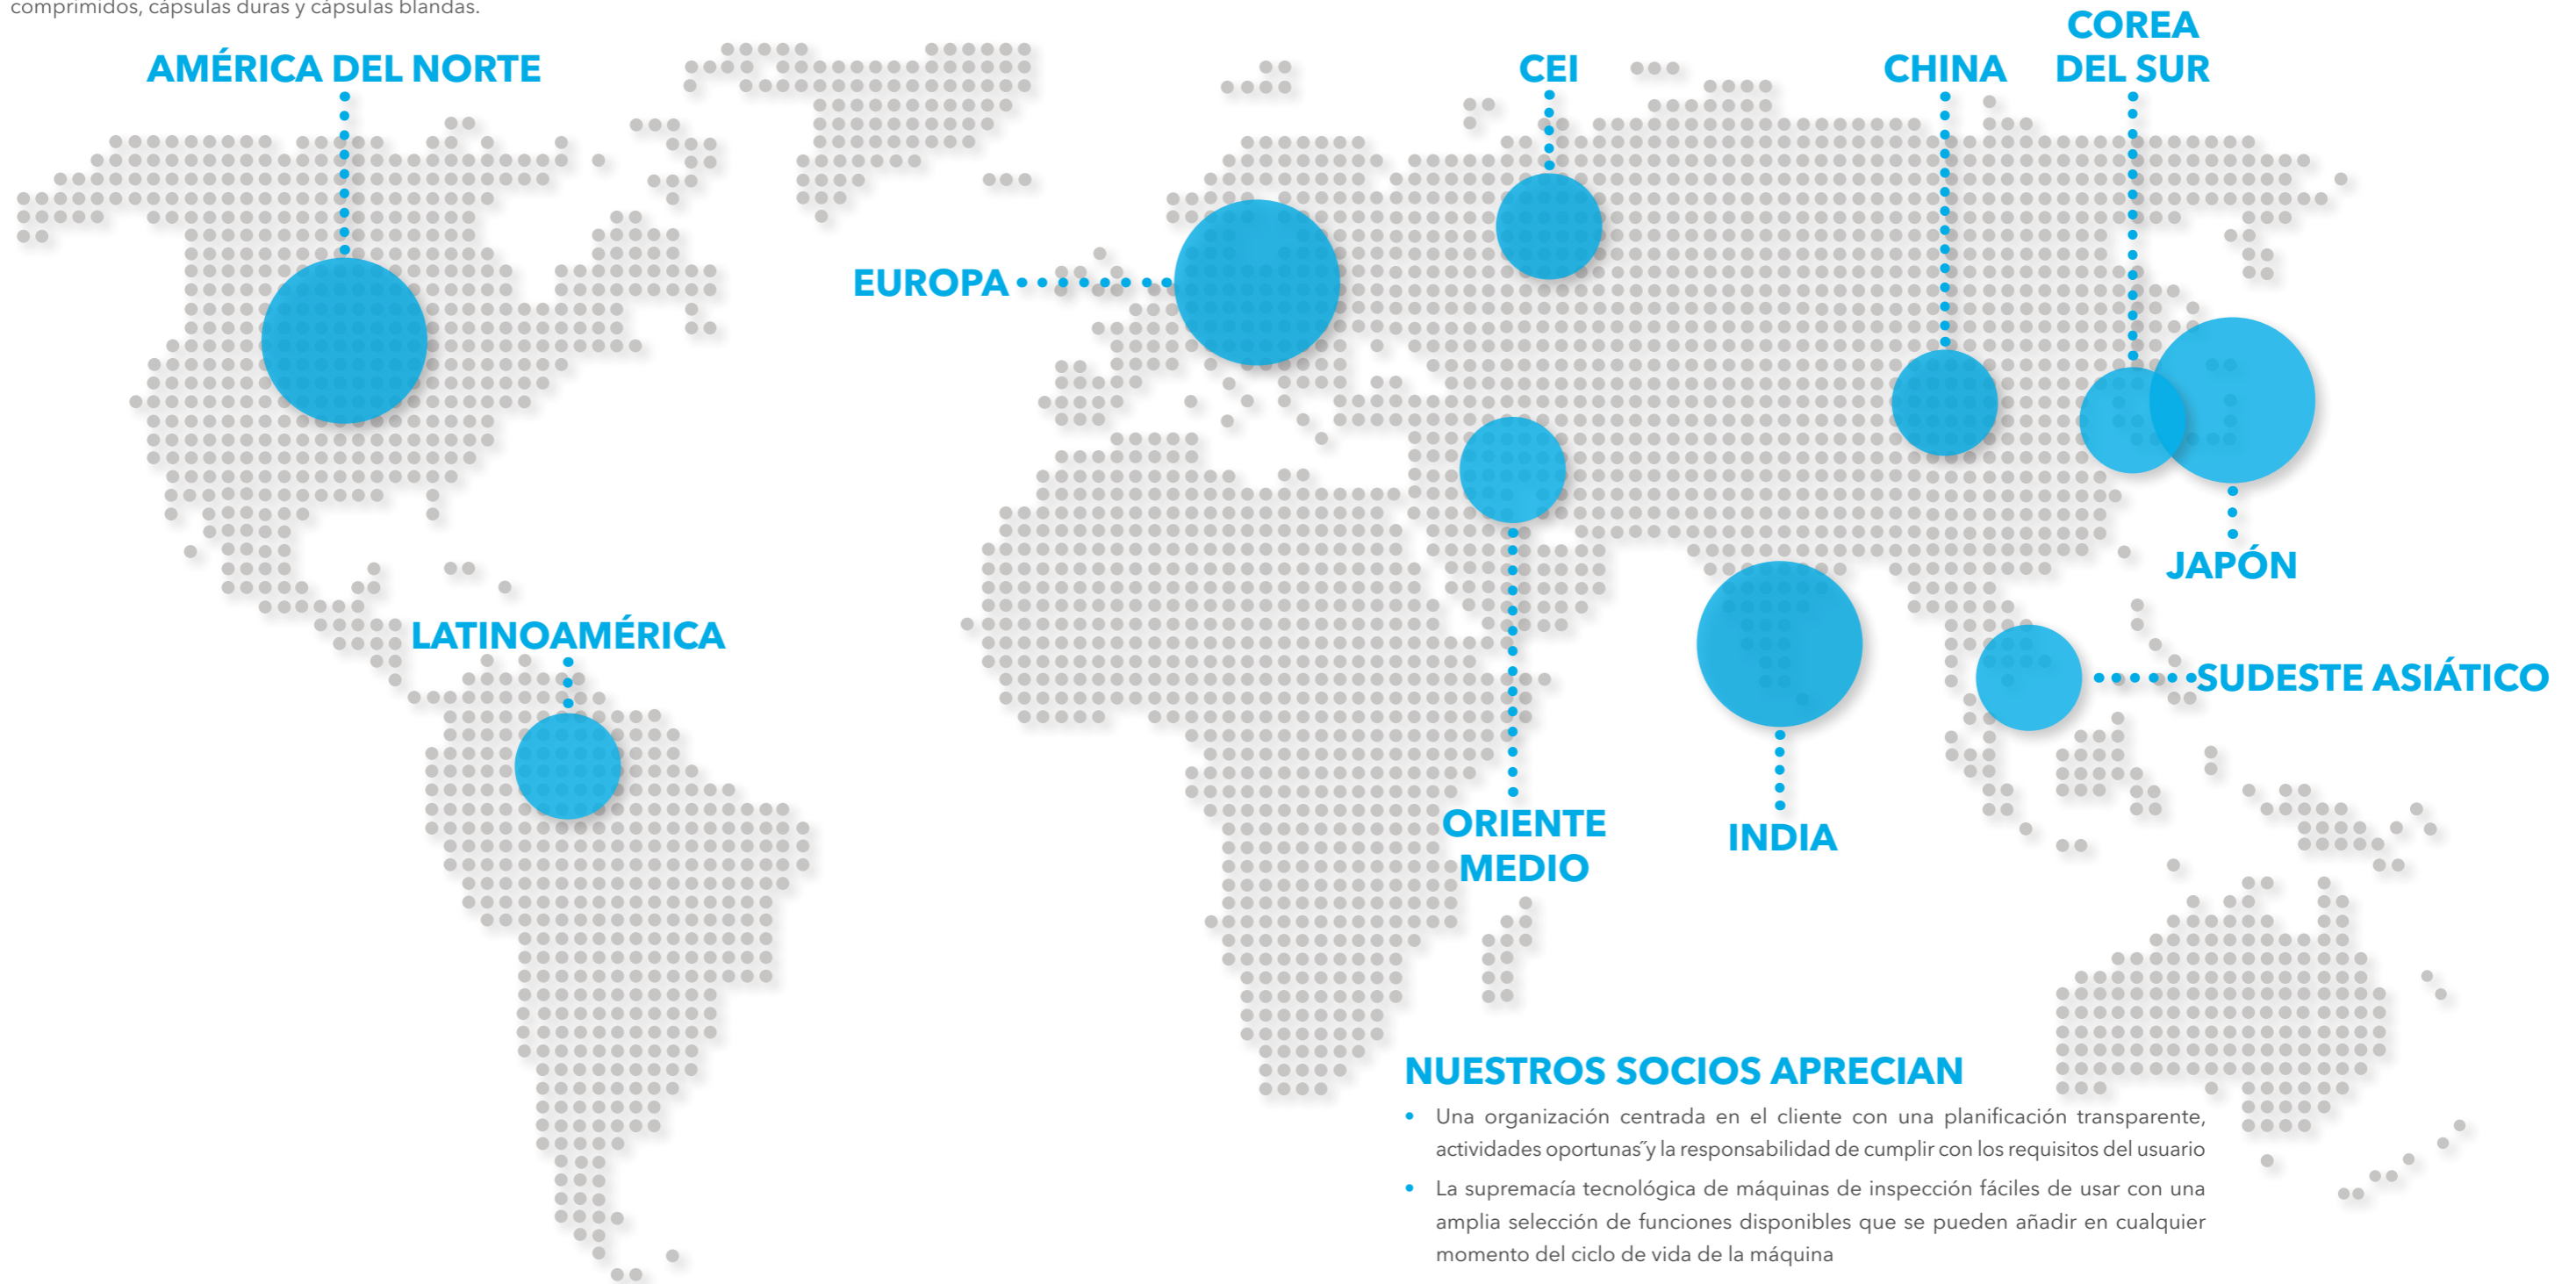 comprimidos, cápsulas duras y cápsulas blandas.
AMÉRICA DEL NORTE
CEI
CHINA
COREA
DEL SUR
EUROPA
JAPÓN
LATINOAMÉRICA
SUDESTE ASIÁTICO
ORIENTE
MEDIO
INDIA
NUESTROS SOCIOS APRECIAN
• Una organización centrada en el cliente con una planificación transparente,
actividades oportunas˝y la responsabilidad de cumplir con los requisitos del usuario
• La supremacía tecnológica de máquinas de inspección fáciles de usar con una
amplia selección de funciones disponibles que se pueden añadir en cualquier
momento del ciclo de vida de la máquina